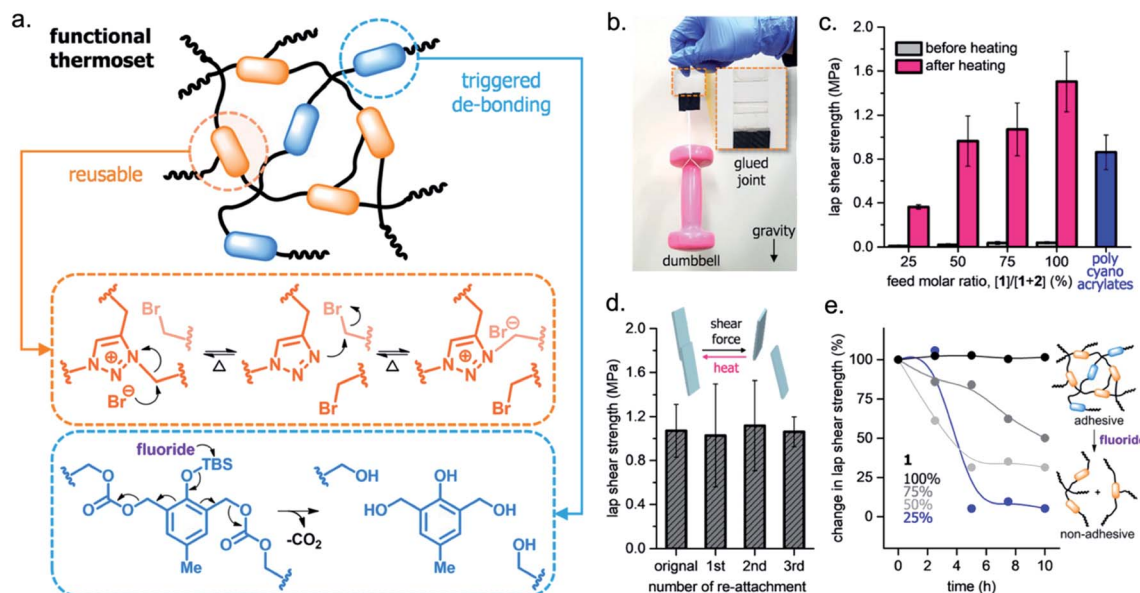 a.
functional
thermoset
triggered
de-bonding
reusable
Br
⊕
N
N
N
Br⊖
Δ
N
N
N
Br
Br
Δ
Br⊖
⊕
N
N
N
Br
fluoride
TBS
O
O
O
O
O
O
O
Me
-CO2
OH
OH
HO
OH
OH
Me
b.
glued
joint
gravity
dumbbell
c.
before heating
after heating
lap shear strength (MPa)
2.0
1.6
1.2
0.8
0.4
0.0
25 50 75 100
poly
cyano
acrylates
feed molar ratio, [1]/[1+2] (%)
d.
lap shear strength (MPa)
2.0
1.6
1.2
0.8
0.4
0.0
shear
force
heat
orignal 1st 2nd 3rd
number of re-attachment
e.
change in lap shear strength (%)
100
75
50
25
0
1
100%
75%
50%
25%
0 2 4 6 8 10
time (h)
adhesive
fluoride
+
non-adhesive